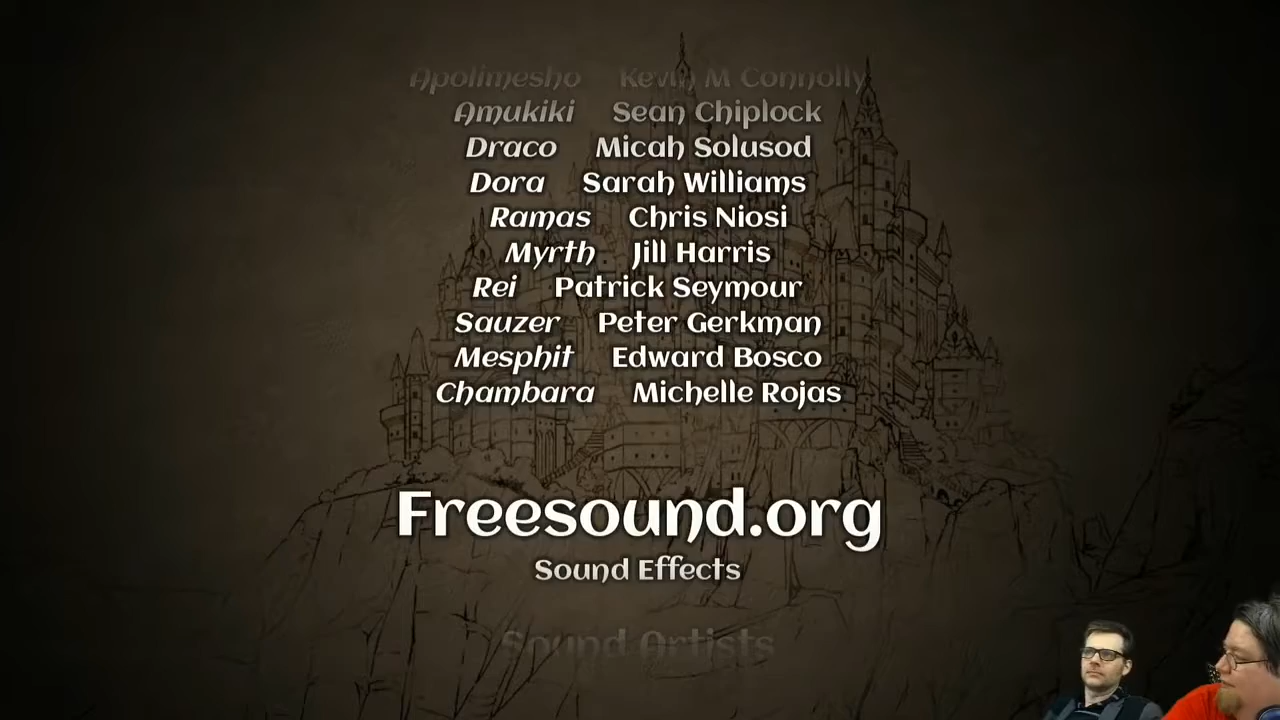 Apolimesho Kevin M Connolly
Amukiki Sean Chiplock
Draco Micah Solusod
Dora Sarah Williams
Ramas Chris Niosi
Myrth Jill Harris
Rei Patrick Seymour
Sauzer Peter Gerkman
Mesphit Edward Bosco
Chambara Michelle Rojas
Freesound.org
Sound Effects
Sound Artists